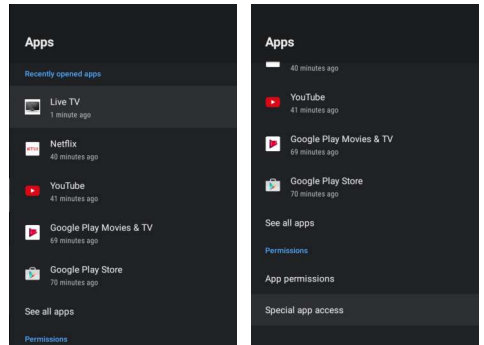 Apps
Recently opened apps
Live TV
1 minute ago
Netflix
40 minutes ago
YouTube
41 minutes ago
Google Play Movies & TV
69 minutes ago
Google Play Store
70 minutes ago
See all apps
Permissions
Apps
40 minutes ago
YouTube
41 minutes ago
Google Play Movies & TV
69 minutes ago
Google Play Store
70 minutes ago
See all apps
Permissions
App permissions
Special app access